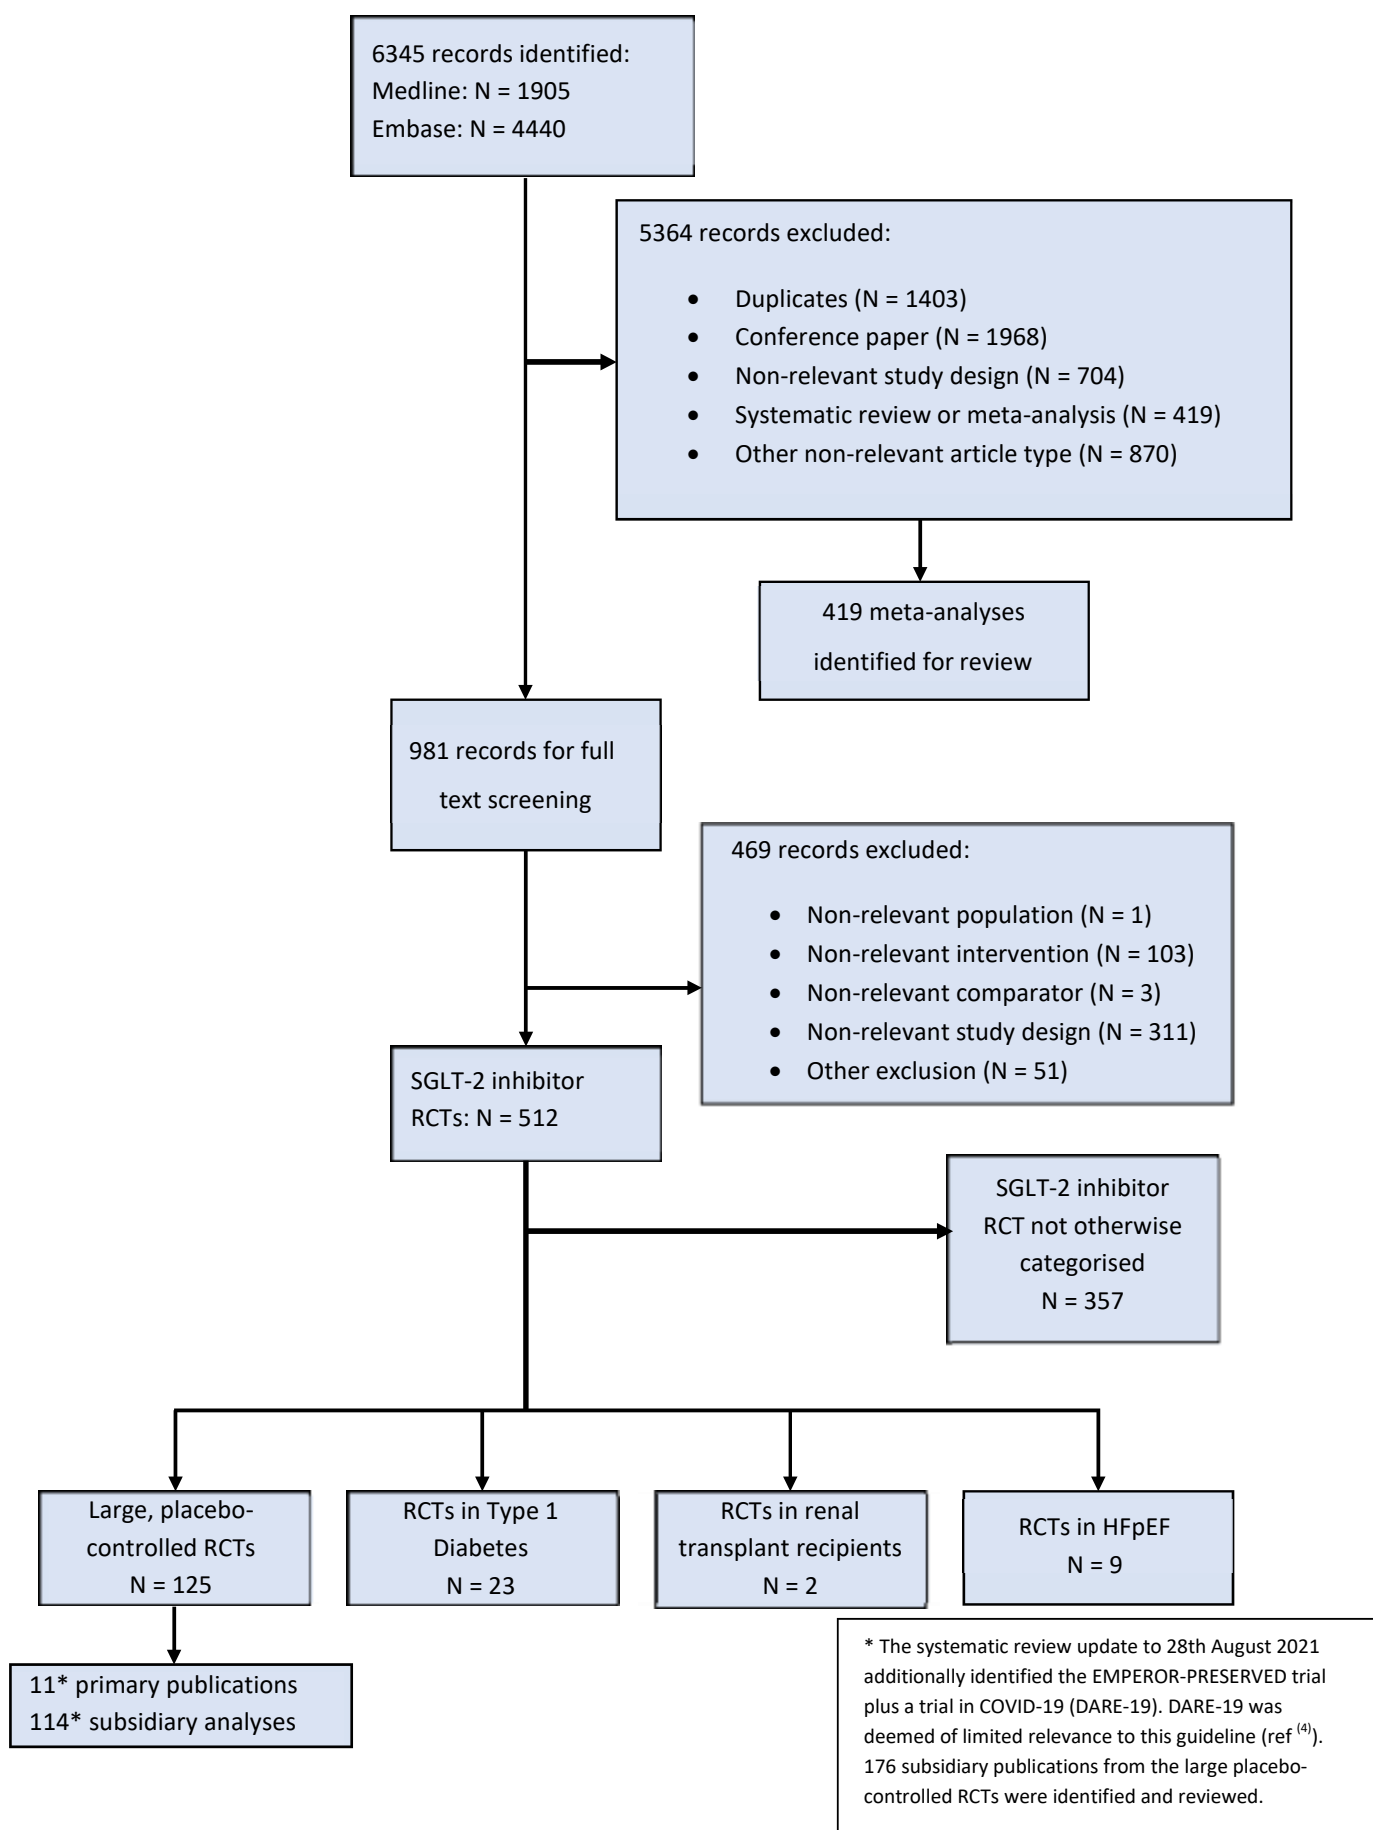 6345 records identified:
Medline: N = 1905
Embase: N = 4440
5364 records excluded:
• Duplicates (N = 1403)
• Conference paper (N = 1968)
• Non-relevant study design (N = 704)
• Systematic review or meta-analysis (N = 419)
• Other non-relevant article type (N = 870)
419 meta-analyses
identified for review
981 records for full
text screening
469 records excluded:
• Non-relevant population (N = 1)
• Non-relevant intervention (N = 103)
• Non-relevant comparator (N = 3)
• Non-relevant study design (N = 311)
• Other exclusion (N = 51)
SGLT-2 inhibitor
RCTs: N = 512
SGLT-2 inhibitor
RCT not otherwise
categorised
N = 357
Large, placebo-
controlled RCTs
N = 125
RCTs in Type 1
Diabetes
N = 23
RCTs in renal
transplant recipients
N = 2
RCTs in HFpEF
N = 9
11* primary publications
114* subsidiary analyses
* The systematic review update to 28th August 2021
additionally identified the EMPEROR-PRESERVED trial
plus a trial in COVID-19 (DARE-19). DARE-19 was
deemed of limited relevance to this guideline (ref (4)).
176 subsidiary publications from the large placebo-
controlled RCTs were identified and reviewed.